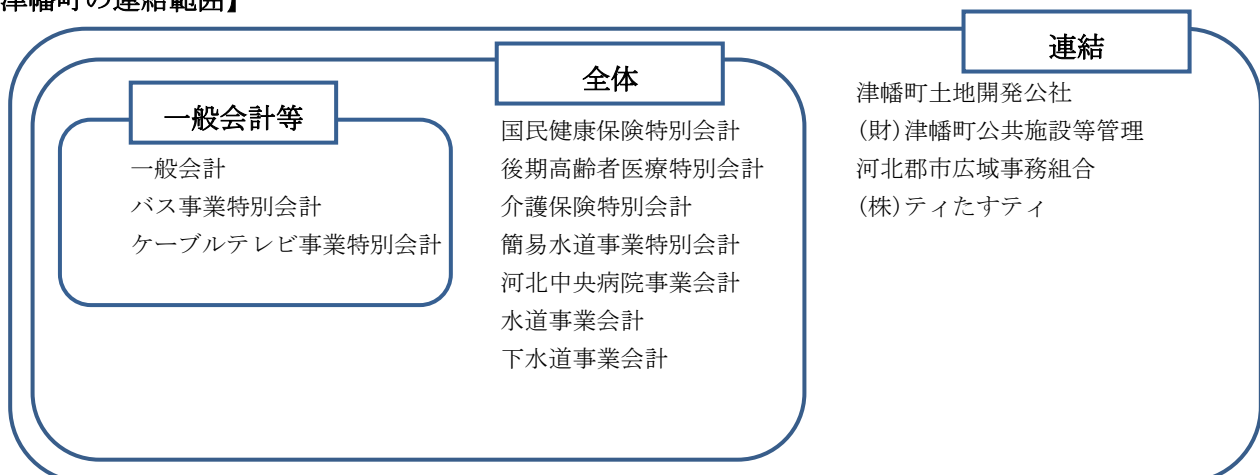 津幡町の連結範囲】
連結
全体
一般会計等
一般会計
バス事業特別会計
ケーブルテレビ事業特別会計
国民健康保険特別会計
後期高齢者医療特別会計
介護保険特別会計
簡易水道事業特別会計
河北中央病院事業会計
水道事業会計
下水道事業会計
津幡町土地開発公社
(財)津幡町公共施設等管理
河北郡市広域事務組合
(株)ティたすティ